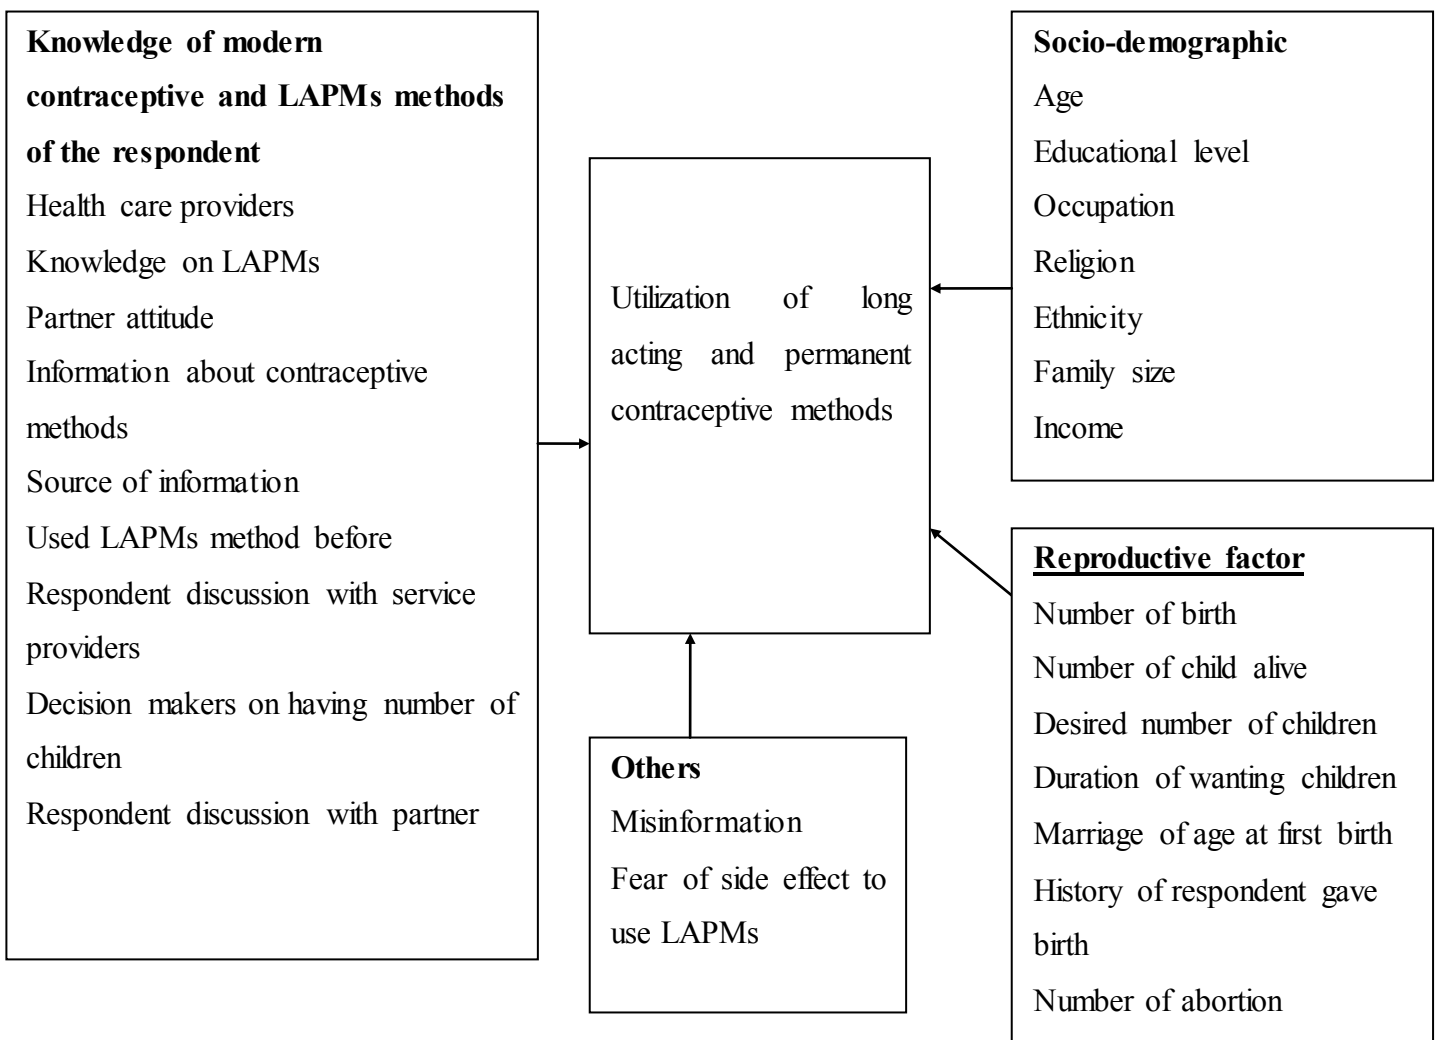 Knowledge of modern
contraceptive and LAPMs methods
of the respondent
Health care providers
Knowledge on LAPMs
Partner attitude
Information about contraceptive
methods
Source of information
Used LAPMs method before
Respondent discussion with service
providers
Decision makers on having number of
children
Respondent discussion with partner
Utilization of long
acting and permanent
contraceptive methods
Others
Misinformation
Fear of side effect to
use LAPMs
Socio-demographic
Age
Educational level
Occupation
Religion
Ethnicity
Family size
Income
Reproductive factor
Number of birth
Number of child alive
Desired number of children
Duration of wanting children
Marriage of age at first birth
History of respondent gave
birth
Number of abortion